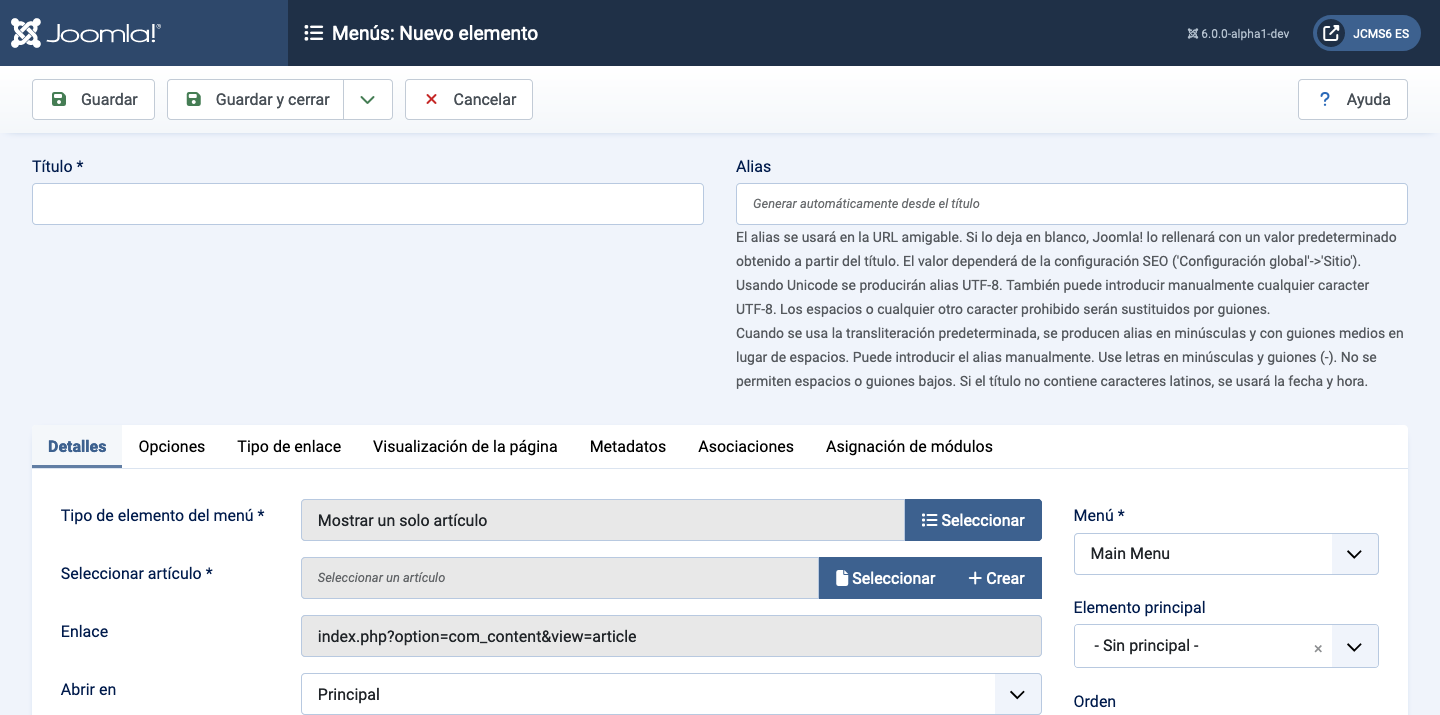 Joomla!®
Menús: Nuevo elemento
6.0.0-alpha1-dev
JCMS6 ES
Guardar
Guardar y cerrar
Cancelar
? Ayuda
Título *
Alias
Generar automáticamente desde el título
El alias se usará en la URL amigable. Si lo deja en blanco, Joomla! lo rellenará con un valor predeterminado
obtenido a partir del título. El valor dependerá de la configuración SEO ('Configuración global'->'Sitio').
Usando Unicode se producirán alias UTF-8. También puede introducir manualmente cualquier caracter
UTF-8. Los espacios o cualquier otro caracter prohibido serán sustituidos por guiones.
Cuando se usa la transliteración predeterminada, se producen alias en minúsculas y con guiones medios en
lugar de espacios. Puede introducir el alias manualmente. Use letras en minúsculas y guiones (-). No se
permiten espacios o guiones bajos. Si el título no contiene caracteres latinos, se usará la fecha y hora.
Detalles
Opciones
Tipo de enlace
Visualización de la página
Metadatos
Asociaciones
Asignación de módulos
Tipo de elemento del menú *
Mostrar un solo artículo
Seleccionar
Seleccionar artículo *
Seleccionar un artículo
Seleccionar
Crear
Enlace
index.php?option=com_content&view=article
Abrir en
Principal
Menú *
Main Menu
Elemento principal
- Sin principal -
Orden